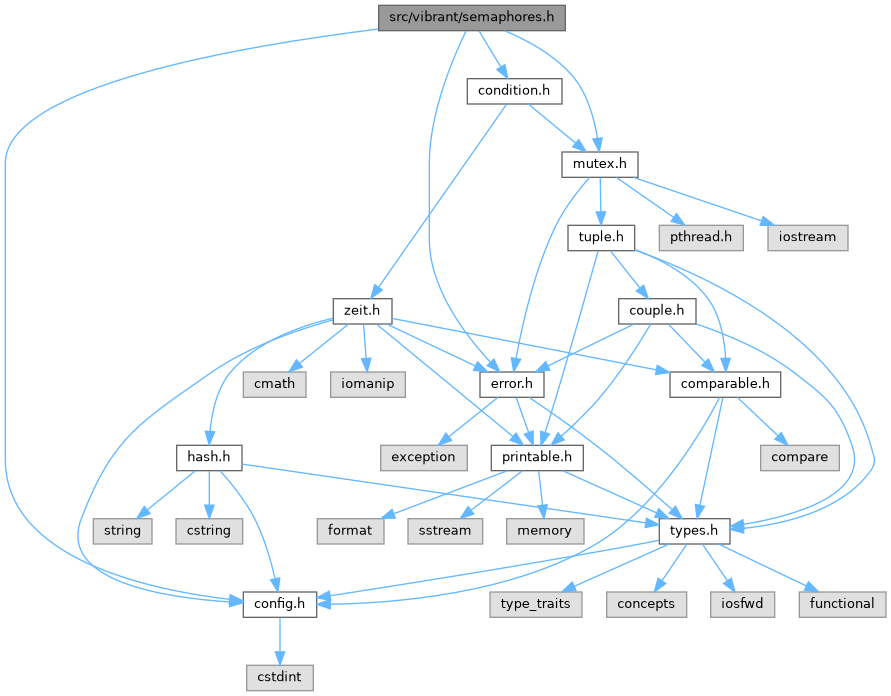 src/vibrant/semaphores.h
condition.h
mutex.h
tuple.h
pthread.h
iostream
zeit.h
couple.h
cmath
iomanip
error.h
comparable.h
hash.h
exception
printable.h
compare
string
cstring
format
sstream
memory
types.h
config.h
type_traits
concepts
iosfwd
functional
cstdint